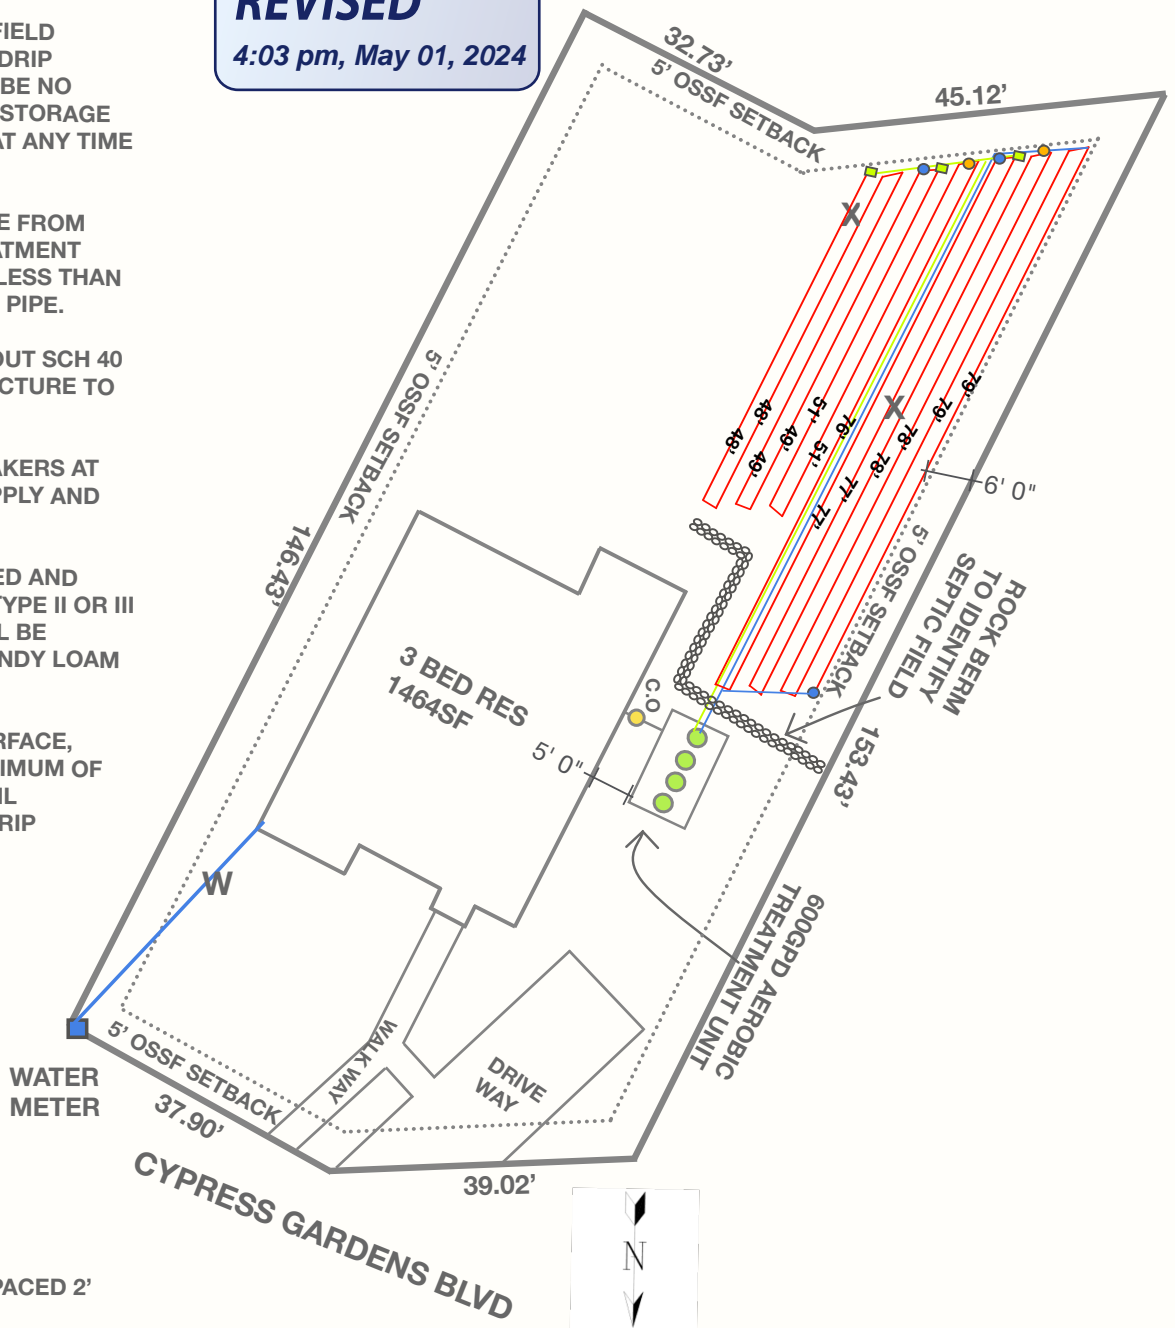 REVISED
4:03 pm, May 01, 2024
FIELD
DRIP
BE NO
STORAGE
AT ANY TIME
E FROM
ATMENT
LESS THAN
PIPE.
OUT SCH 40
CTURE TO
AKERS AT
PPLY AND
ED AND
TYPE II OR III
L BE
NDY LOAM
RFACE,
IMUM OF
IL
RIP
PACED 2’
32.73’
5’ OSSF SETBACK
45.12’
X
X
48’
48’
49’
49’
51’
51’
76’
77’
77’
78’
78’
79’
79’
6' 0"
5’ OSSF SETBACK
146.43’
5’ OSSF SETBACK
ROCK BERM
TO IDENTIFY
SEPTIC FIELD
153.43’
3 BED RES
1464SF
C.O
5' 0"
W
600GPD AEROBIC
TREATMENT UNIT
WATER
METER
5’ OSSF SETBACK
WALK WAY
DRIVE
WAY
37.90’
39.02’
CYPRESS GARDENS BLVD
N